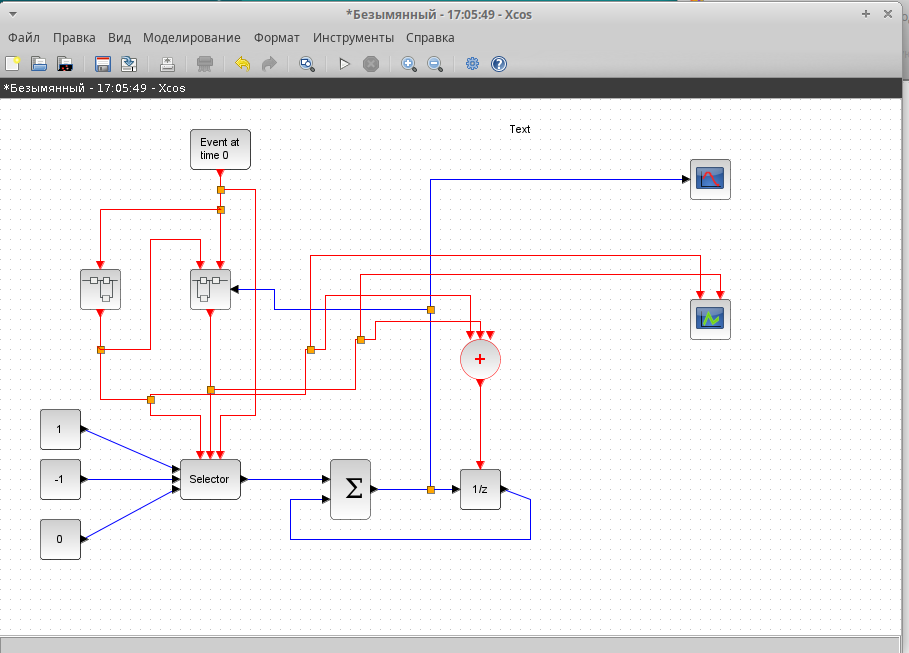 *Безымянный - 17:05:49 - Xcos
Файл Правка Вид Моделирование Формат Инструменты Справка
*Безымянный - 17:05:49 - Xcos
Text
Event at
time 0
+
1
-1
0
Selector
Σ
1/z